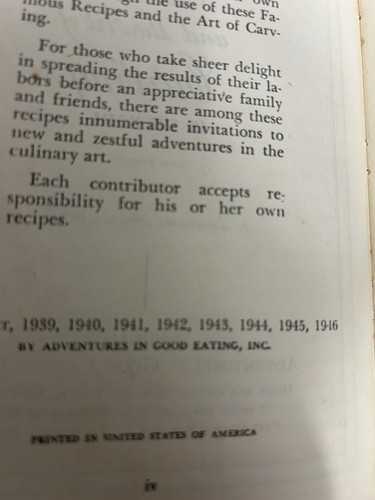 own
the use of these Fa-
mous Recipes and the Art of Carv-
ing.
For those who take sheer delight
in spreading the results of their la-
bors before an appreciative family
and friends, there are among these
recipes innumerable invitations to
new and zestful adventures in the
culinary art.
Each contributor accepts re-
sponsibility for his or her own
recipes.
T, 1939, 1940, 1941, 1942, 1943, 1944, 1945, 1946
BY ADVENTURES IN GOOD EATING, INC.
PRINTED IN UNITED STATES OF AMERICA
iv